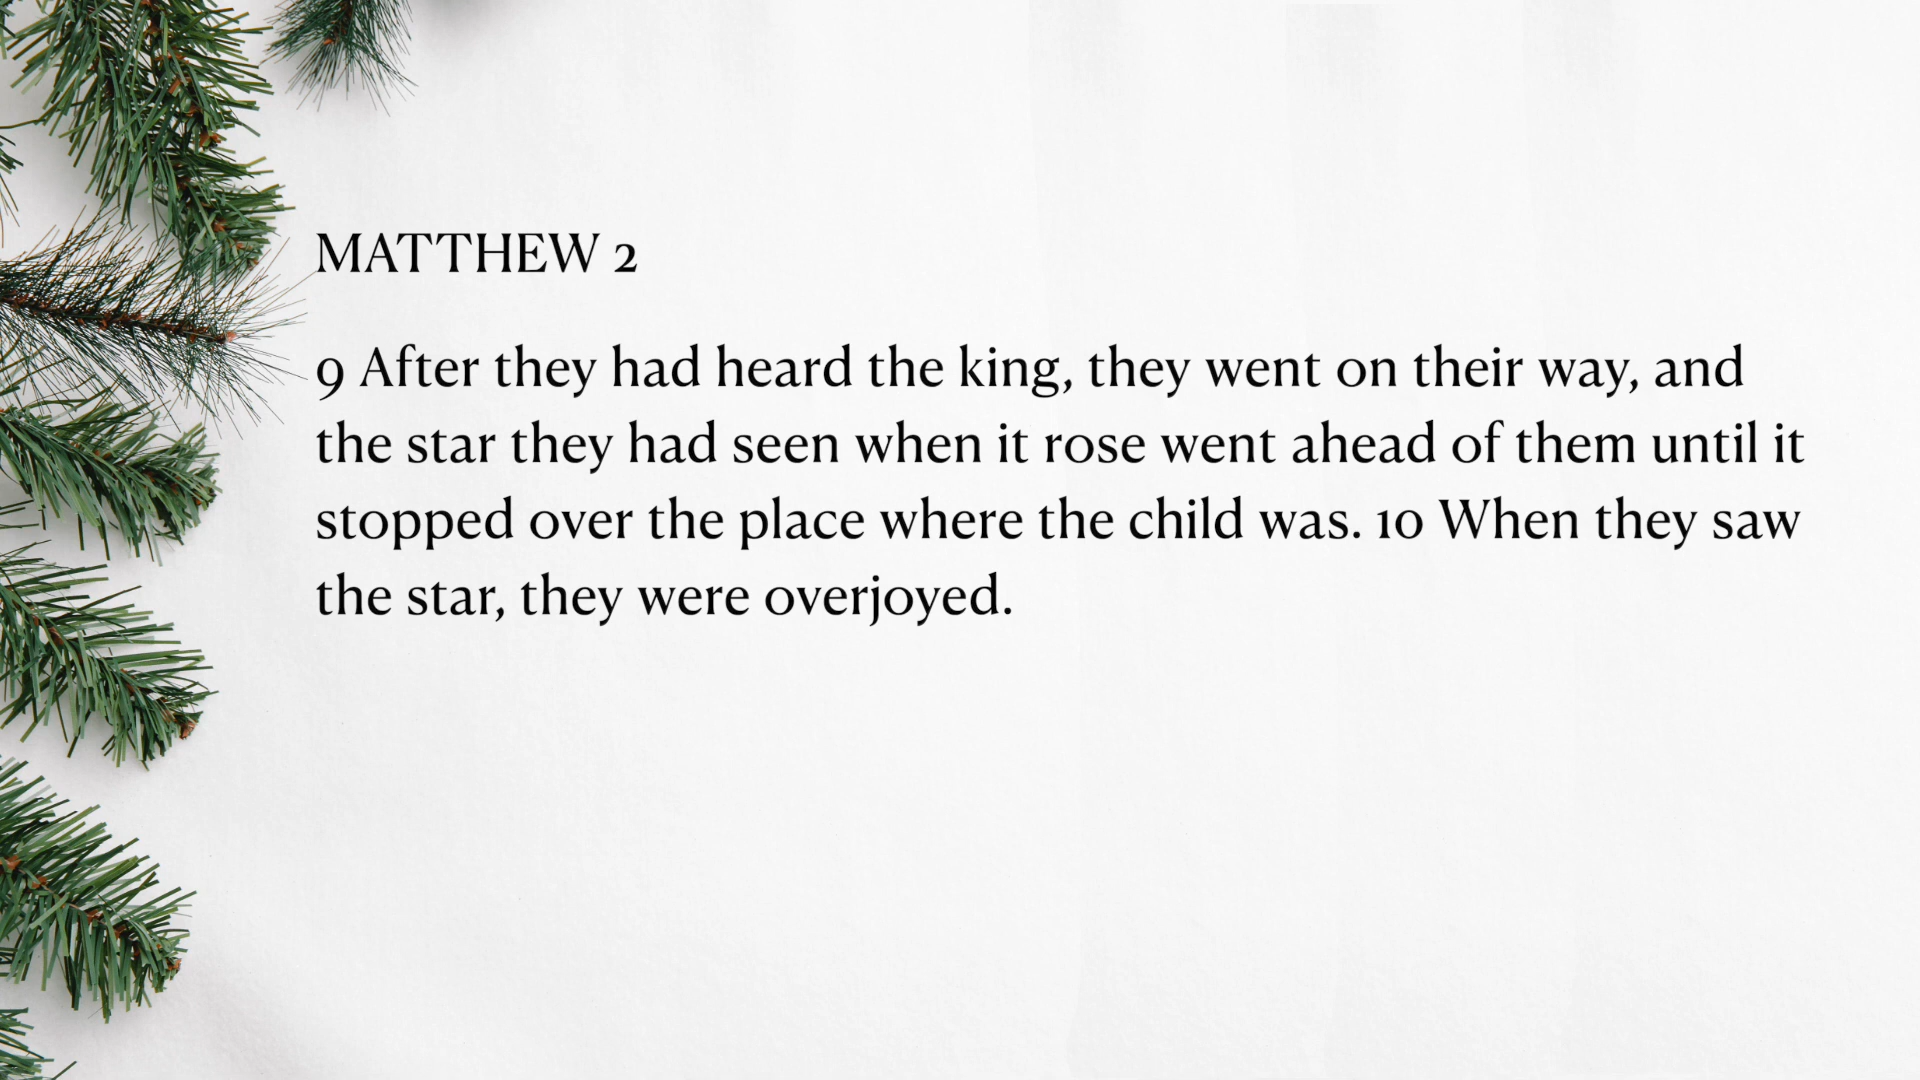 MATTHEW 2
9 After they had heard the king, they went on their way, and
the star they had seen when it rose went ahead of them until it
stopped over the place where the child was. 10 When they saw
the star, they were overjoyed.